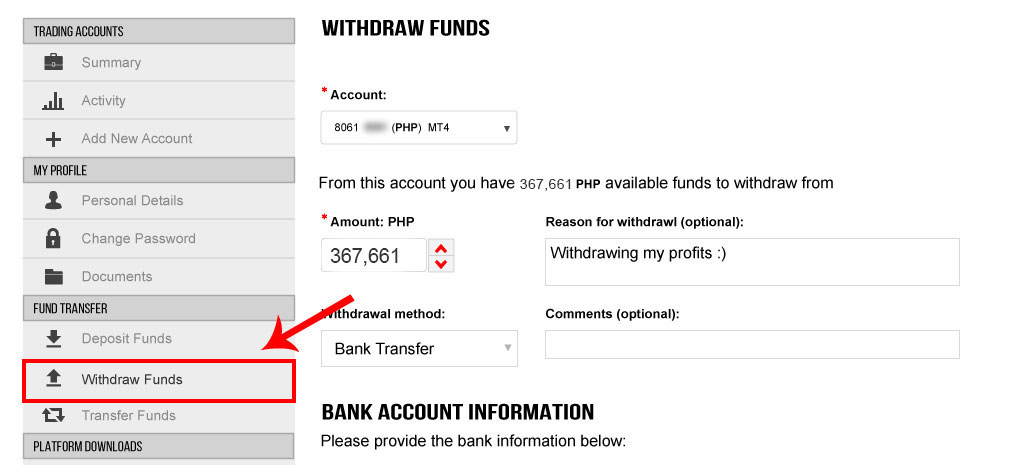 TRADING ACCOUNTS
Summary
Activity
Add New Account
MY PROFILE
Personal Details
Change Password
Documents
FUND TRANSFER
Deposit Funds
Withdraw Funds
Transfer Funds
PLATFORM DOWNLOADS
WITHDRAW FUNDS
* Account:
8061 (PHP) MT4
From this account you have 367,661 PHP available funds to withdraw from
* Amount: PHP
367,661
Reason for withdrawl (optional):
Withdrawing my profits :)
Withdrawal method:
Bank Transfer
Comments (optional):
BANK ACCOUNT INFORMATION
Please provide the bank information below: